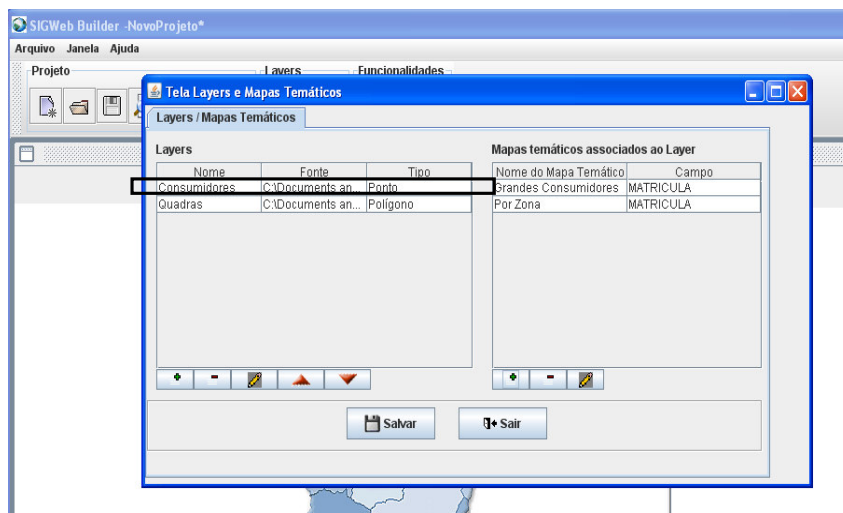 SIGWeb Builder -NovoProjeto*
Arquivo Janela Ajuda
Projeto Layers Funcionalidades
Tela Layers e Mapas Temáticos
Layers / Mapas Temáticos
Layers
Nome Fonte Tipo
Consumidores C:\Documents an... Ponto
Quadras C:\Documents an... Polígono
Mapas temáticos associados ao Layer
Nome do Mapa Temático Campo
Grandes Consumidores MATRICULA
Por Zona MATRICULA
Salvar Sair